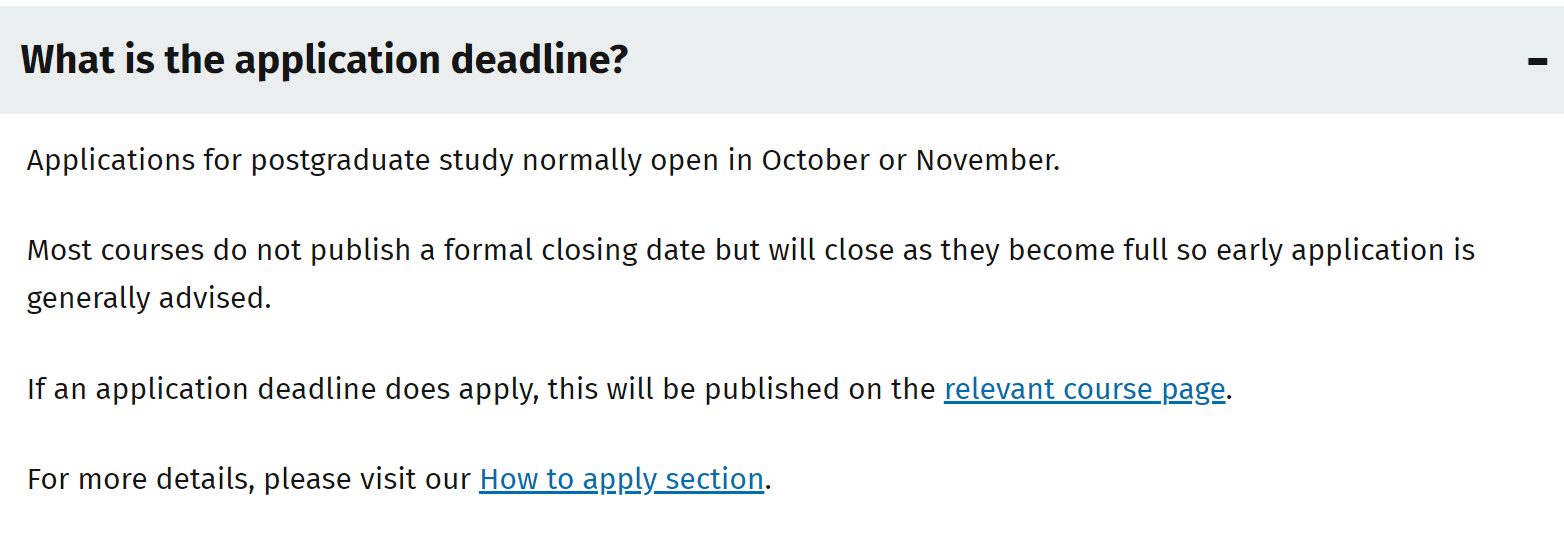 What is the application deadline?
Applications for postgraduate study normally open in October or November.
Most courses do not publish a formal closing date but will close as they become full so early application is
generally advised.
If an application deadline does apply, this will be published on the relevant course page.
For more details, please visit our How to apply section.